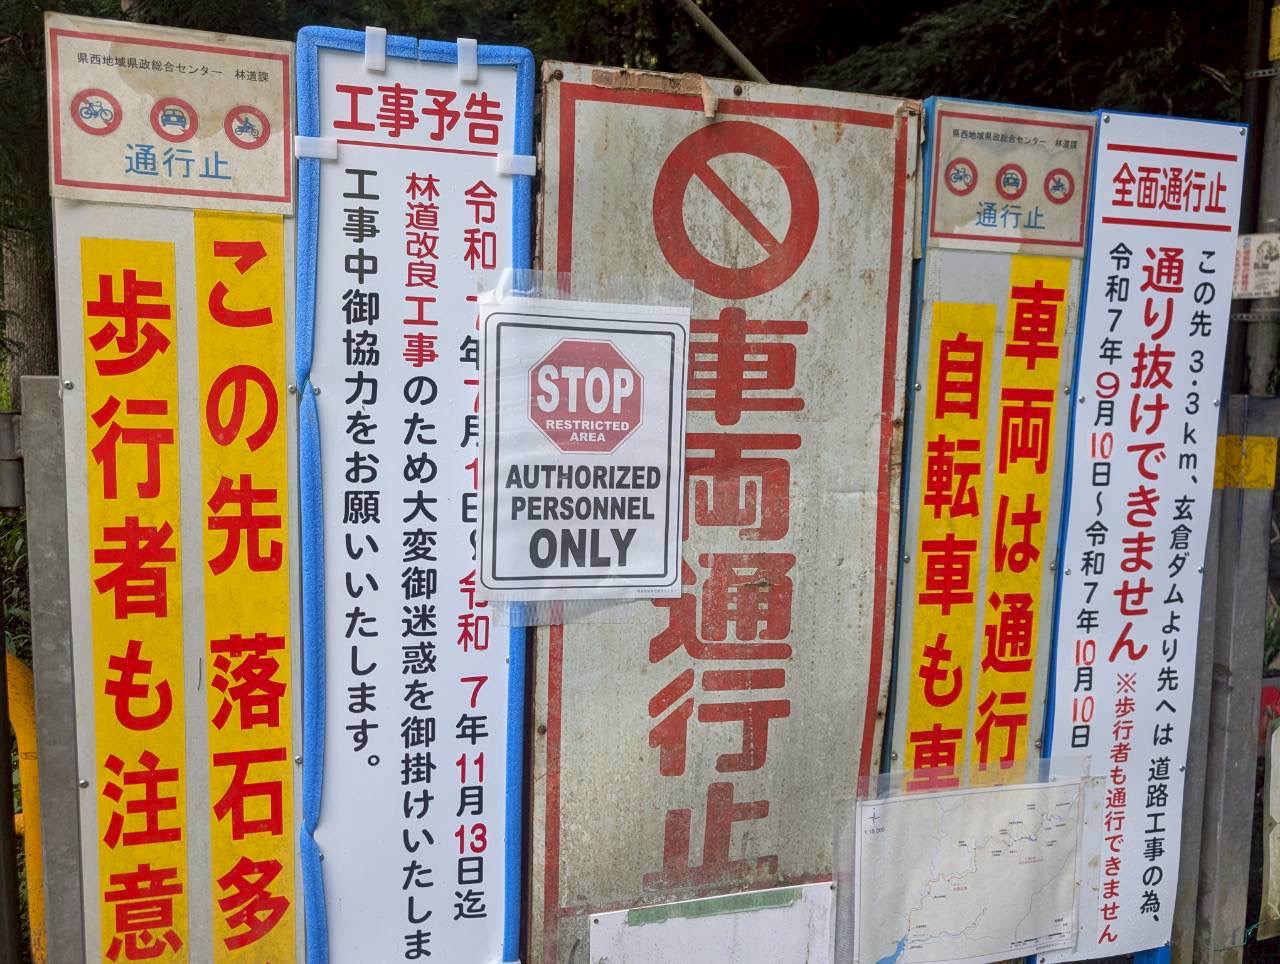 県西地域県政総合センター　林道課
通行止
この先 落石多
歩行者も注意
工事予告
令和
年7月1日～令和 7年11月13日迄
林道改良工事のため大変御迷惑を御掛けいたしま
工事中御協力をお願いいたします。
STOP
RESTRICTED
AREA
AUTHORIZED
PERSONNEL
ONLY
車両通行止
県西地域県政総合センター　林道課
通行止
車両は通行
自転車も車
1:10,000
全面通行止
この先 3.3km、玄倉ダムより先へは 道路工事の為、
通り抜けできません ※歩行者も通行できません
令和7年9月10日～令和7年10月10日